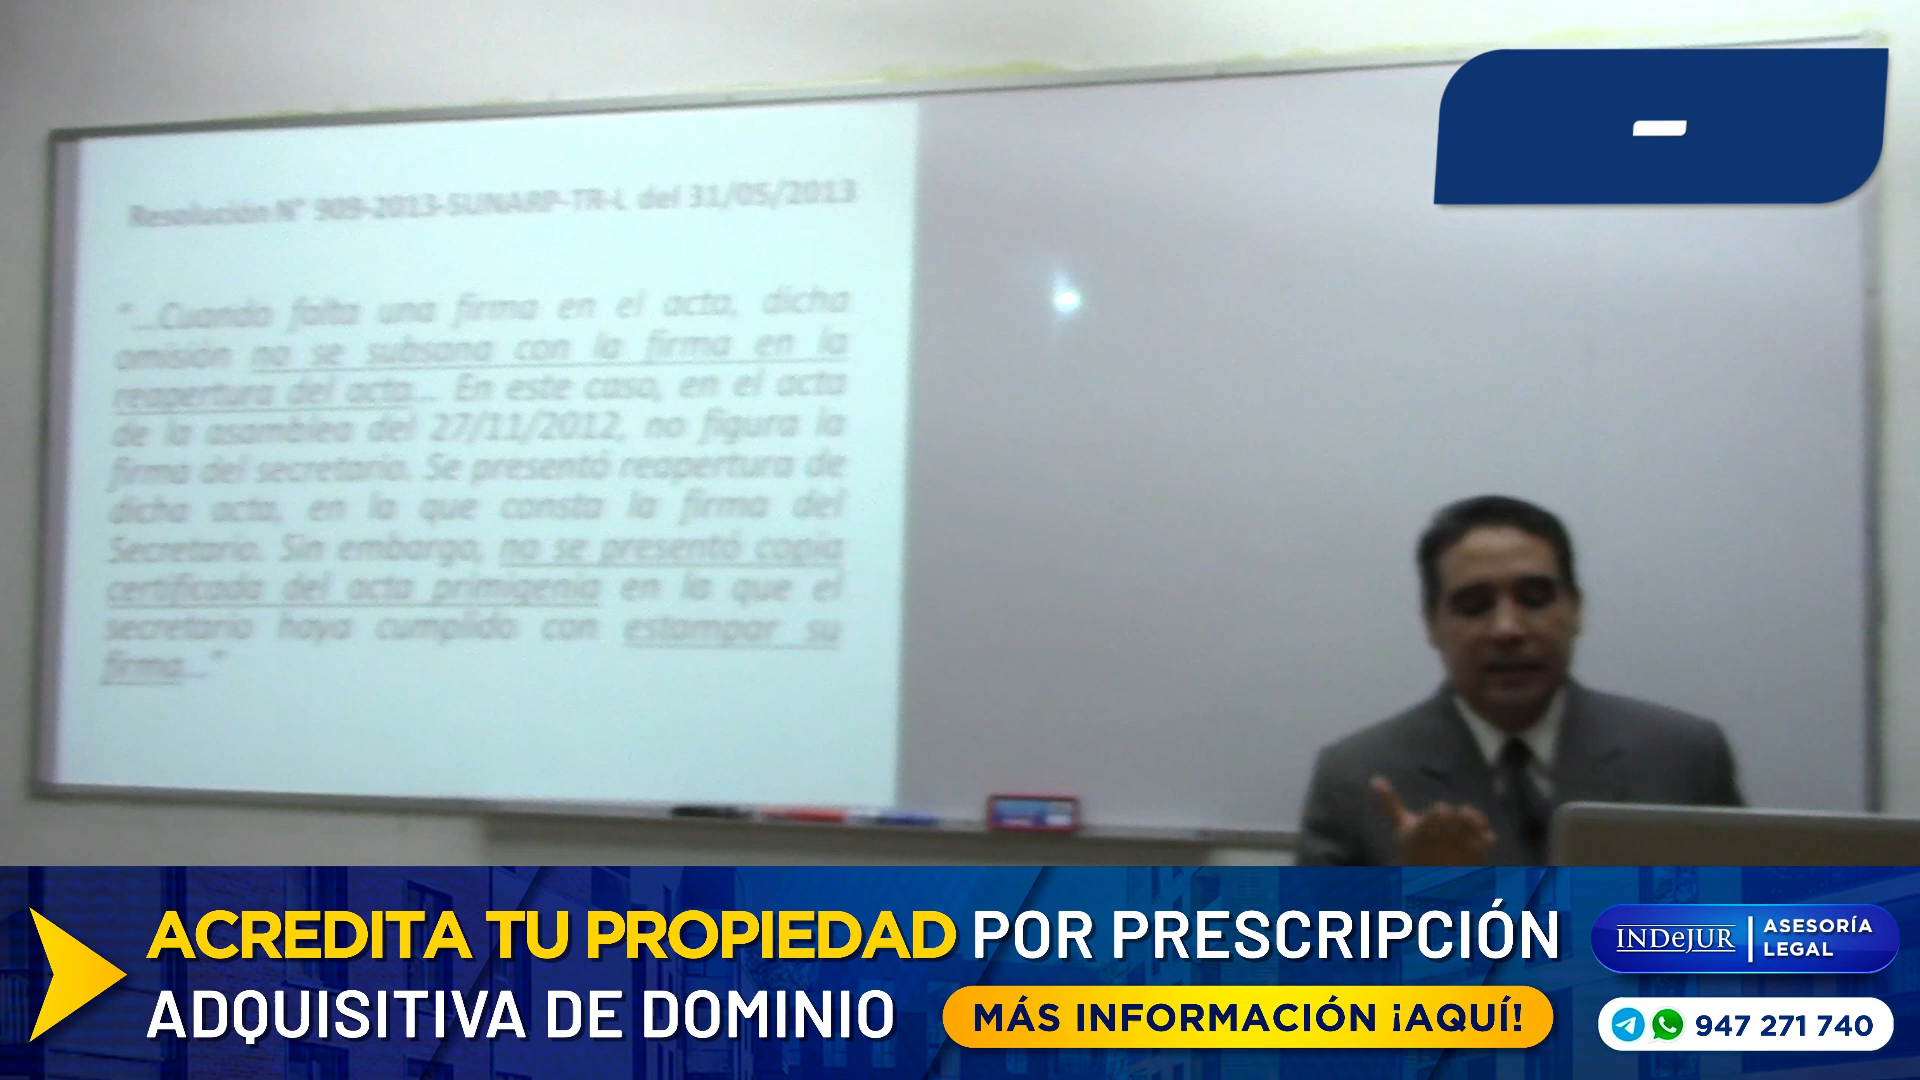 Resolución N° 909-2013-SUNARP-TR-L del 31/05/2013
"...Cuando falta una firma en el acta, dicha
omisión no se subsana con la firma en la
reapertura del acta... En este caso, en el acta
de la asamblea del 27/11/2012, no figura la
firma del secretario. Se presentó reapertura de
dicha acta, en la que consta la firma del
Secretario. Sin embargo, no se presentó copia
certificada del acta primigenia en la que el
secretario haya cumplido con estampar su
firma..."
ACREDITA TU PROPIEDAD POR PRESCRIPCIÓN
ADQUISITIVA DE DOMINIO
MÁS INFORMACIÓN ¡AQUÍ!
INDeJUR
ASESORÍA
LEGAL
947 271 740